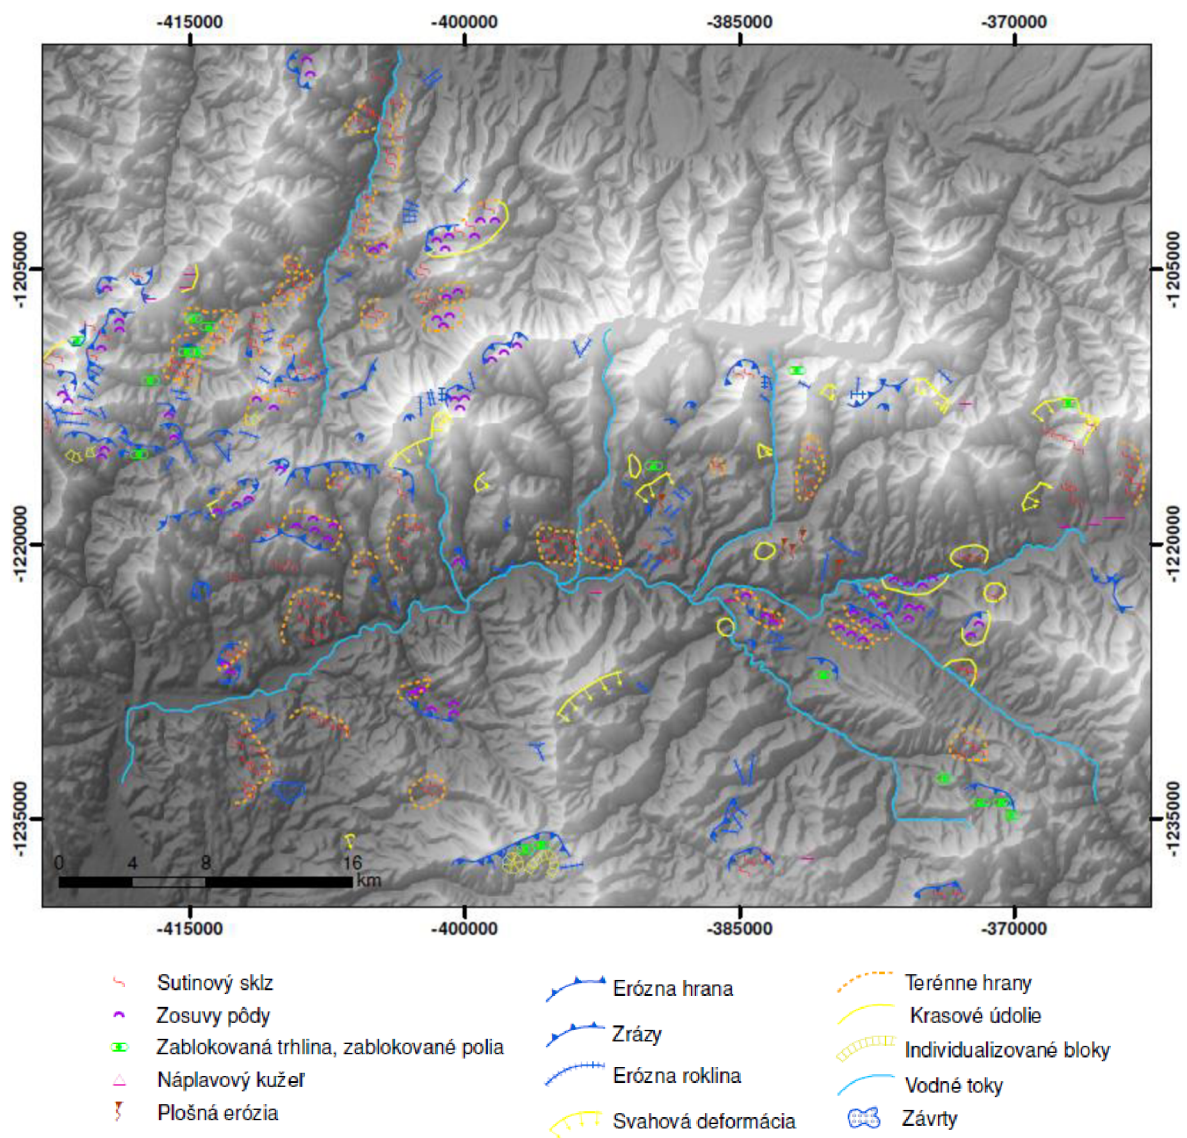 -415000 -400000 -385000 -370000
-1205000 -1205000
-1220000 -1220000
-1235000 -1235000
0 4 8 16
km
-415000 -400000 -385000 -370000
Sutinový sklz
Zosuvy pôdy
Zablokovaná trhlina, zablokované polia
Náplavový kužeľ
Plošná erózia
Erózna hrana
Zrázy
Erózna roklina
Svahová deformácia
Terénne hrany
Krasové údolie
Individualizované bloky
Vodné toky
Závrty